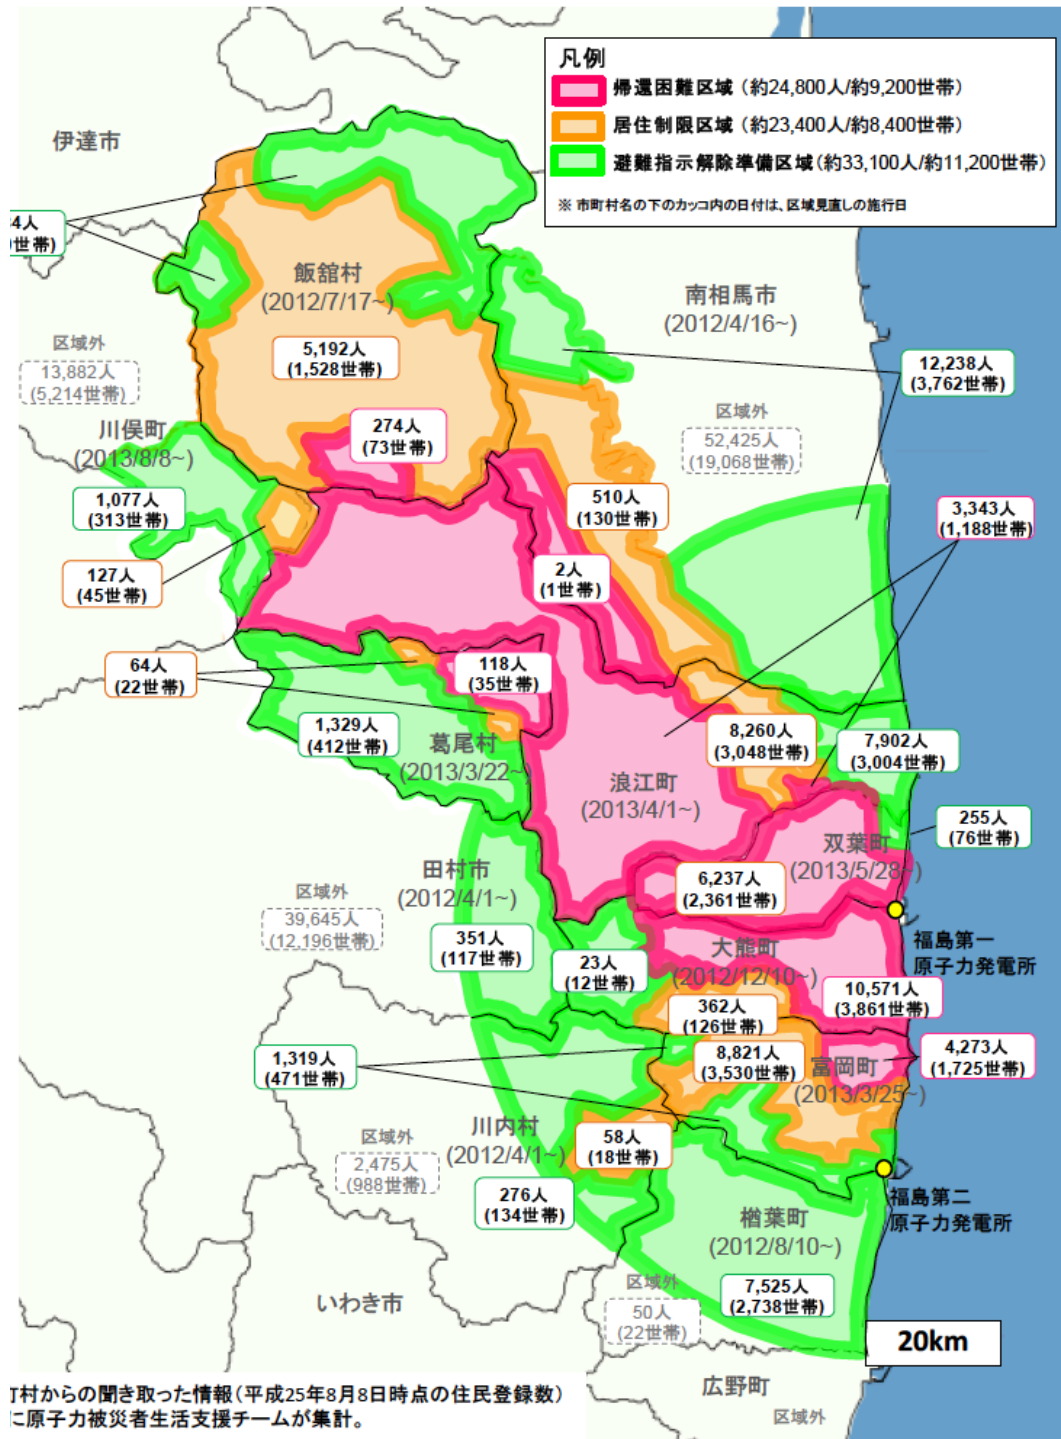 凡例
帰還困難区域（約24,800人/約9,200世帯）
居住制限区域（約23,400人/約8,400世帯）
避難指示解除準備区域(約33,100人/約11,200世帯)
※ 市町村名の下のカッコ内の日付は、区域見直しの施行日
伊達市
4人
世帯)
飯舘村
(2012/7/17~)
南相馬市
(2012/4/16~)
5,192人
(1,528世帯)
区域外
13,882人
(5,214世帯)
12,238人
(3,762世帯)
274人
(73世帯)
区域外
52,425人
(19,068世帯)
川俣町
(2013/8/8~)
1,077人
(313世帯)
510人
(130世帯)
3,343人
(1,188世帯)
127人
(45世帯)
2人
(1世帯)
64人
(22世帯)
118人
(35世帯)
1,329人
(412世帯)
葛尾村
(2013/3/22~)
8,260人
(3,048世帯)
7,902人
(3,004世帯)
浪江町
(2013/4/1~)
255人
(76世帯)
双葉町
(2013/5/28~)
田村市
(2012/4/1~)
6,237人
(2,361世帯)
区域外
39,645人
(12,196世帯)
351人
(117世帯)
23人
(12世帯)
大熊町
(2012/12/10~)
福島第一
原子力発電所
10,571人
(3,861世帯)
362人
(126世帯)
1,319人
(471世帯)
8,821人
(3,530世帯)
富岡町
(2013/3/25~)
4,273人
(1,725世帯)
川内村
(2012/4/1~)
58人
(18世帯)
区域外
2,475人
(988世帯)
276人
(134世帯)
福島第二
原子力発電所
楢葉町
(2012/8/10~)
いわき市
区域外
50人
(22世帯)
7,525人
(2,738世帯)
20km
広野町
区域外
町村からの聞き取った情報（平成25年8月8日時点の住民登録数）
に原子力被災者生活支援チームが集計。